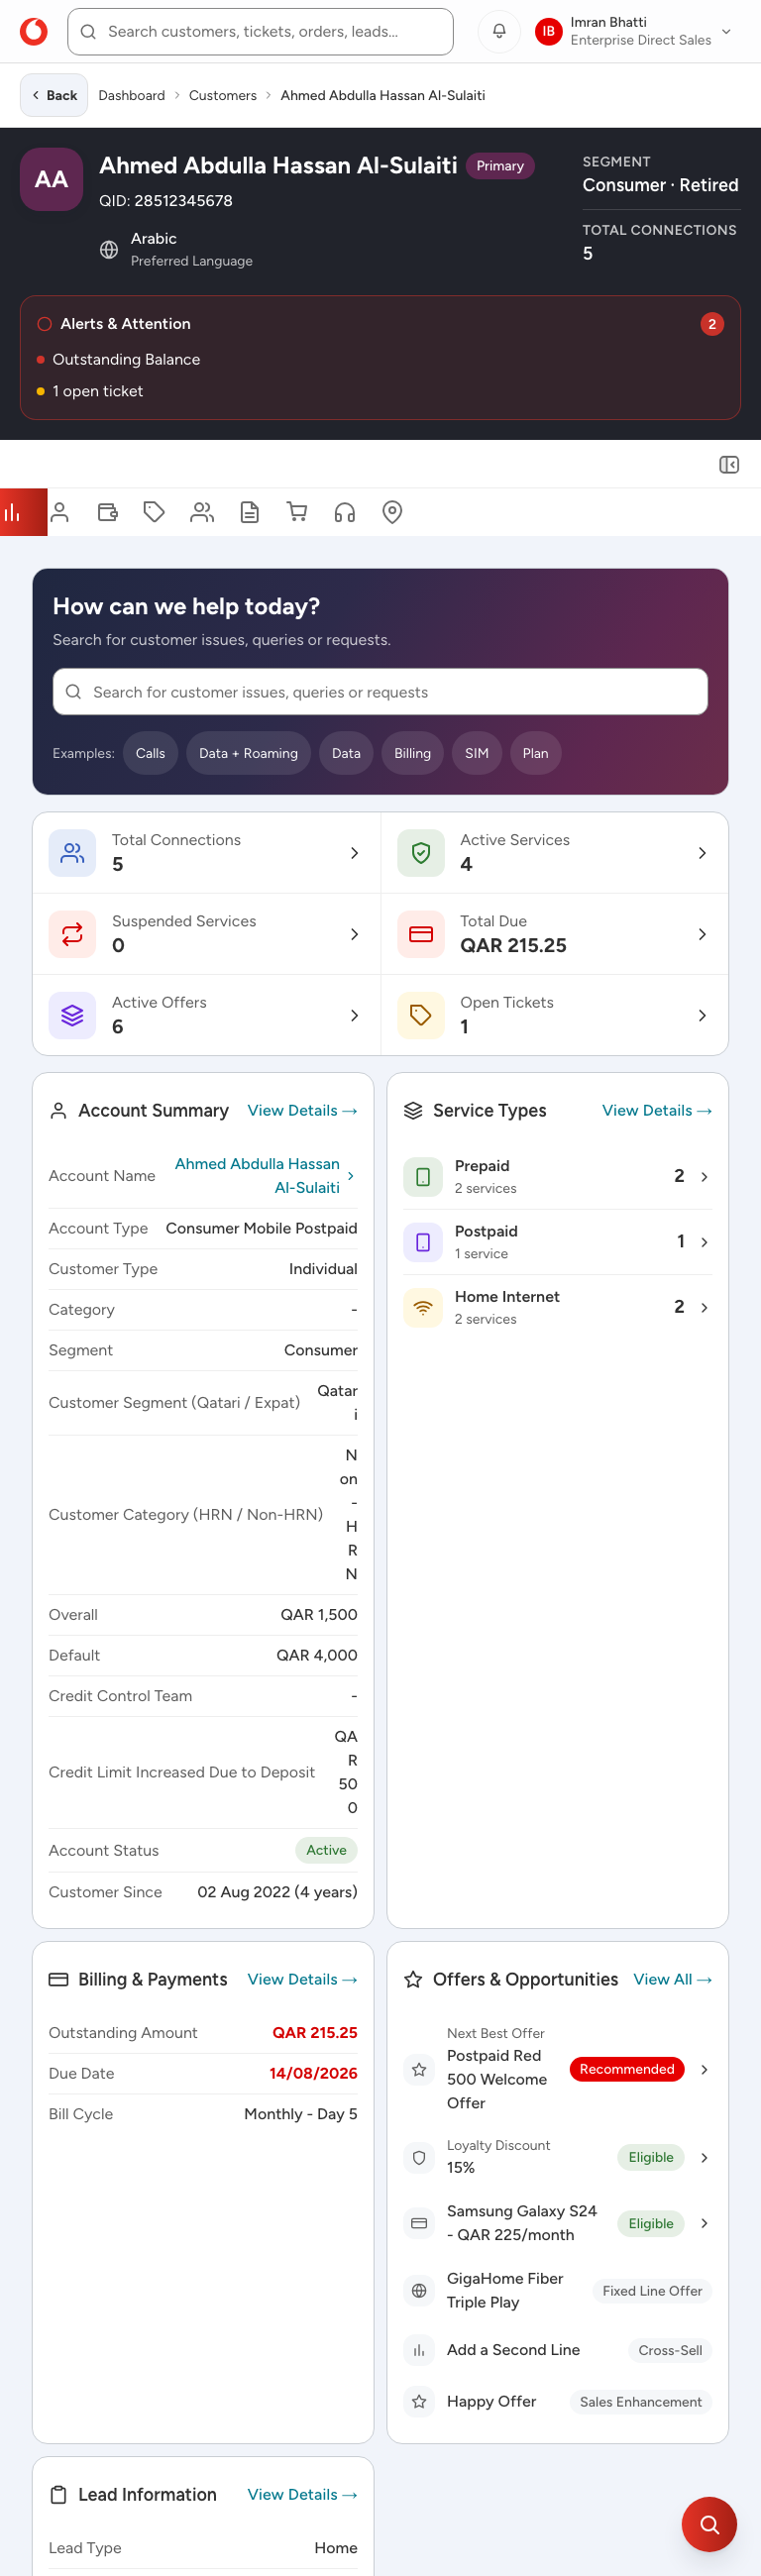 Search customers, tickets, orders, leads...
IB
Imran Bhatti
Enterprise Direct Sales
Back
Dashboard
Customers
Ahmed Abdulla Hassan Al-Sulaiti
AA
Ahmed Abdulla Hassan Al-Sulaiti
Primary
QID: 28512345678
Arabic
Preferred Language
SEGMENT
Consumer · Retired
TOTAL CONNECTIONS
5
Alerts & Attention
2
Outstanding Balance
1 open ticket
How can we help today?
Search for customer issues, queries or requests.
Search for customer issues, queries or requests
Examples:
Calls
Data + Roaming
Data
Billing
SIM
Plan
Total Connections
5
Active Services
4
Suspended Services
0
Total Due
QAR 215.25
Active Offers
6
Open Tickets
1
Account Summary
View Details →
Account Name
Ahmed Abdulla Hassan
Al-Sulaiti
Account Type
Consumer Mobile Postpaid
Customer Type
Individual
Category
-
Segment
Consumer
Customer Segment (Qatari / Expat)
Qatar
i
Customer Category (HRN / Non-HRN)
N
on
-
H
R
N
Overall
QAR 1,500
Default
QAR 4,000
Credit Control Team
-
Credit Limit Increased Due to Deposit
QA
R
50
0
Account Status
Active
Customer Since
02 Aug 2022 (4 years)
Service Types
View Details →
Prepaid
2 services
2
Postpaid
1 service
1
Home Internet
2 services
2
Billing & Payments
View Details →
Outstanding Amount
QAR 215.25
Due Date
14/08/2026
Bill Cycle
Monthly - Day 5
Offers & Opportunities
View All →
Next Best Offer
Postpaid Red
500 Welcome
Offer
Recommended
Loyalty Discount
15%
Eligible
Samsung Galaxy S24
- QAR 225/month
Eligible
GigaHome Fiber
Triple Play
Fixed Line Offer
Add a Second Line
Cross-Sell
Happy Offer
Sales Enhancement
Lead Information
View Details →
Lead Type
Home